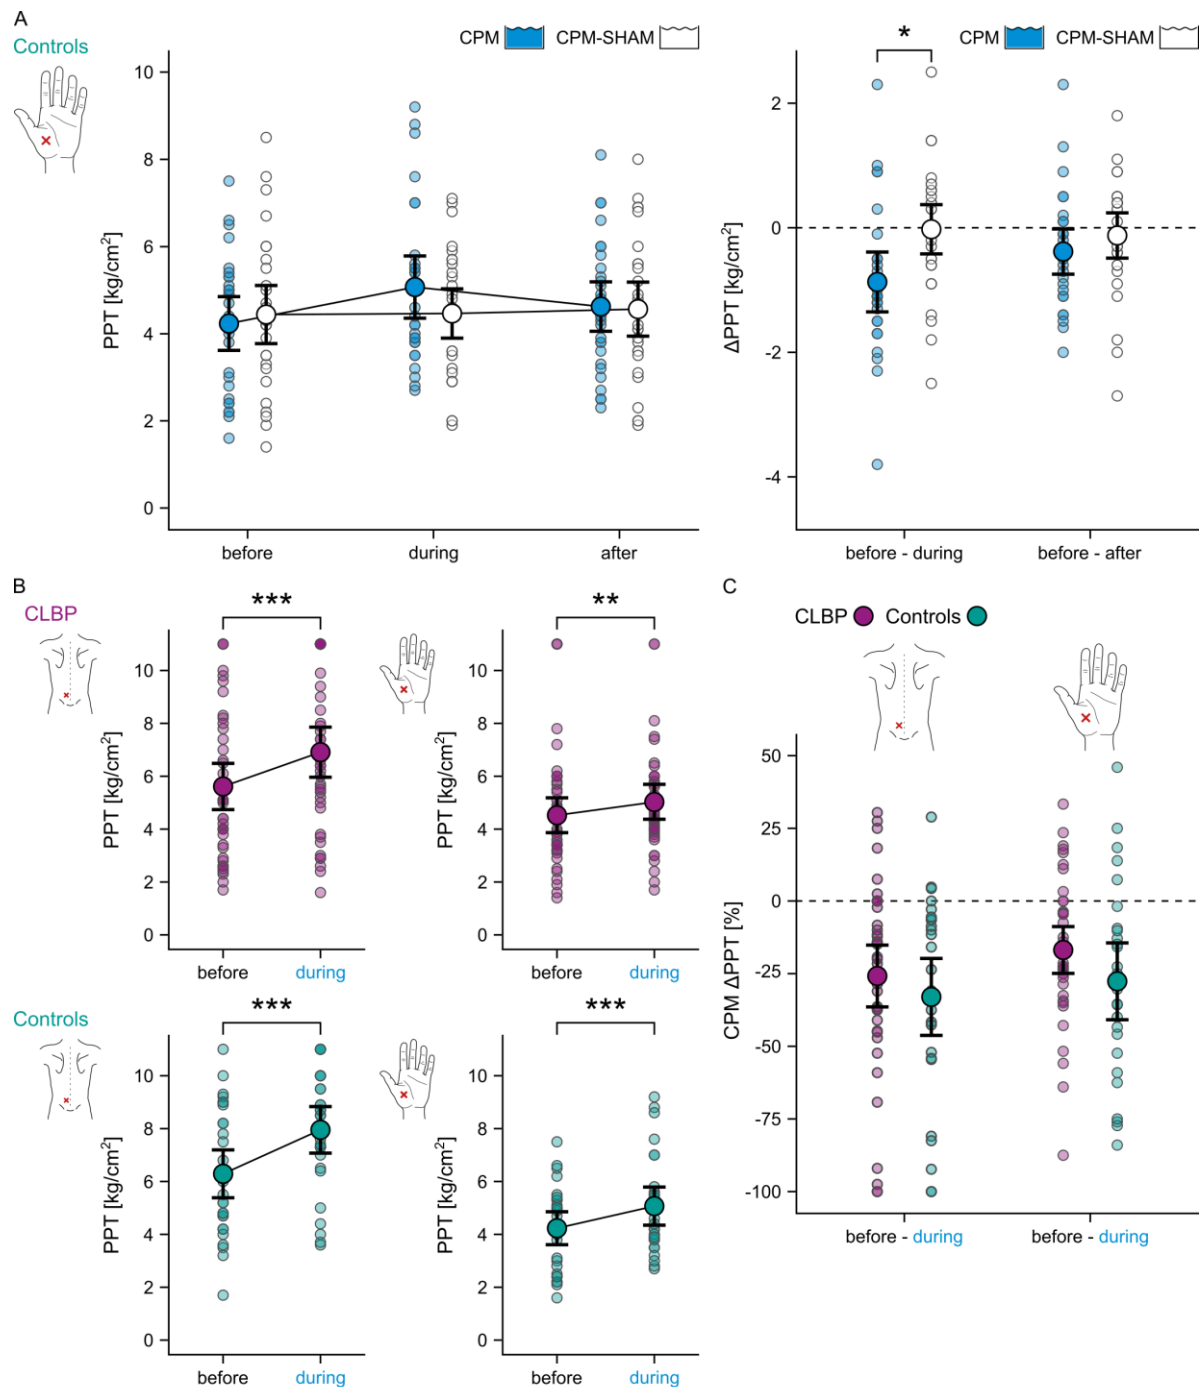 A
Controls
CPM CPM-SHAM
PPT [kg/cm²]
10
8
6
4
2
0
before during after
CPM CPM-SHAM
*
ΔPPT [kg/cm²]
2
0
-2
-4
before - during before - after
B
CLBP
***
PPT [kg/cm²]
10
8
6
4
2
0
before during
**
PPT [kg/cm²]
10
8
6
4
2
0
before during
Controls
***
PPT [kg/cm²]
10
8
6
4
2
0
before during
***
PPT [kg/cm²]
10
8
6
4
2
0
before during
C
CLBP Controls
CPM ΔPPT [%]
50
25
0
-25
-50
-75
-100
before - during before - during